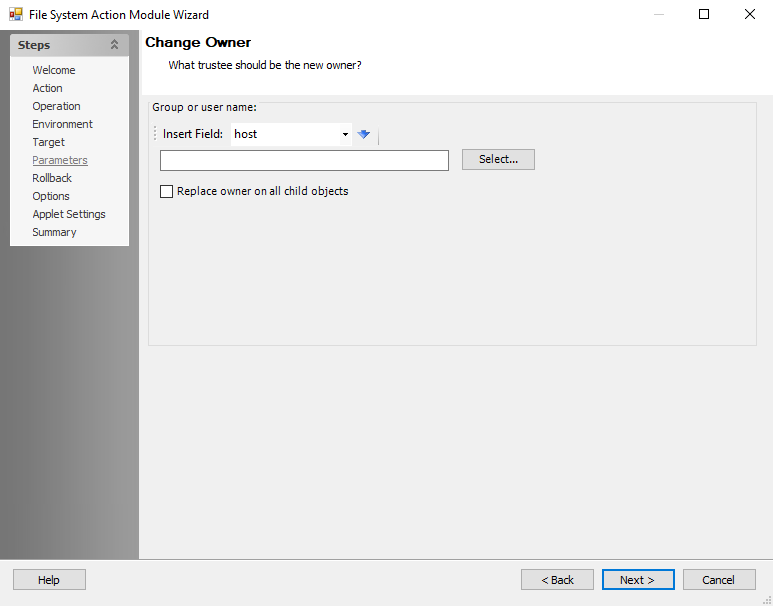 File System Action Module Wizard
Steps
Welcome
Action
Operation
Environment
Target
Parameters
Rollback
Options
Applet Settings
Summary
Change Owner
What trustee should be the new owner?
Group or user name:
Insert Field: host
Select...
Replace owner on all child objects
Help
< Back
Next >
Cancel